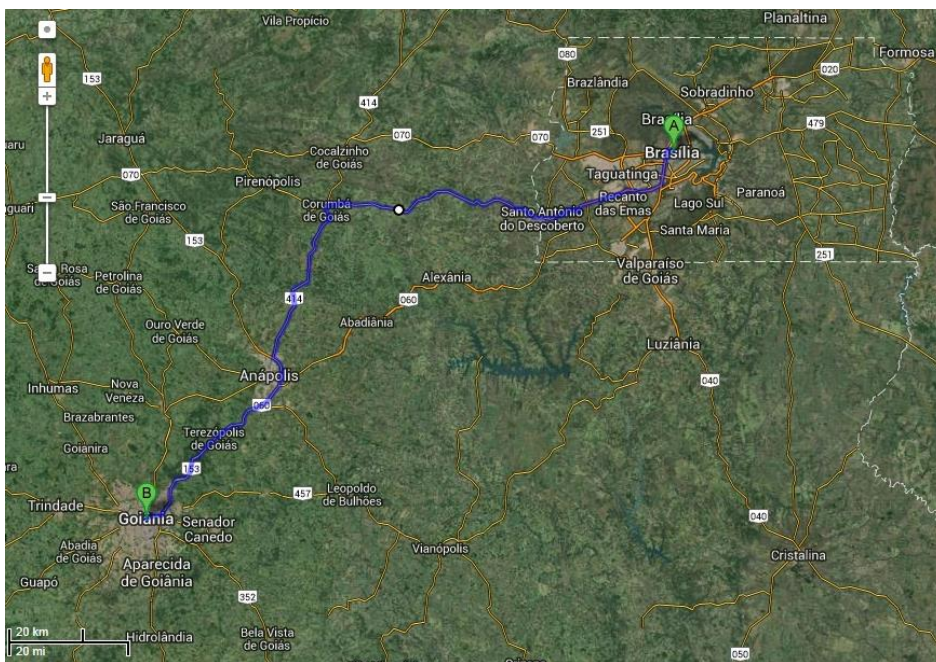 Vila Propício
Planaltina
Formosa
080
020
153
Brazlândia
Sobradinho
414
Jaraguá
070
070
251
Brasília
A
479
Cocalzinho
de Goiás
Brasília
070
Pirenópolis
Taguatinga
Paranoá
São Francisco
de Goiás
Corumbá
de Goiás
Recanto
das Emas
Lago Sul
Santo Antônio
do Descoberto
Santa Maria
153
251
Petrolina
de Goiás
Alexânia
Valparaíso
de Goiás
414
060
Ouro Verde
de Goiás
Abadiânia
Luziânia
Anápolis
040
Inhumas
Nova
Veneza
060
Brazabrantes
Terezópolis
de Goiás
Goianira
153
B
457
Leopoldo
de Bulhões
Trindade
Goiânia
Senador
Canedo
040
Abadia
de Goiás
Vianópolis
Cristalina
Aparecida
de Goiânia
Guapó
352
20 km
20 mi
Hidrolândia
Bela Vista
de Goiás
050